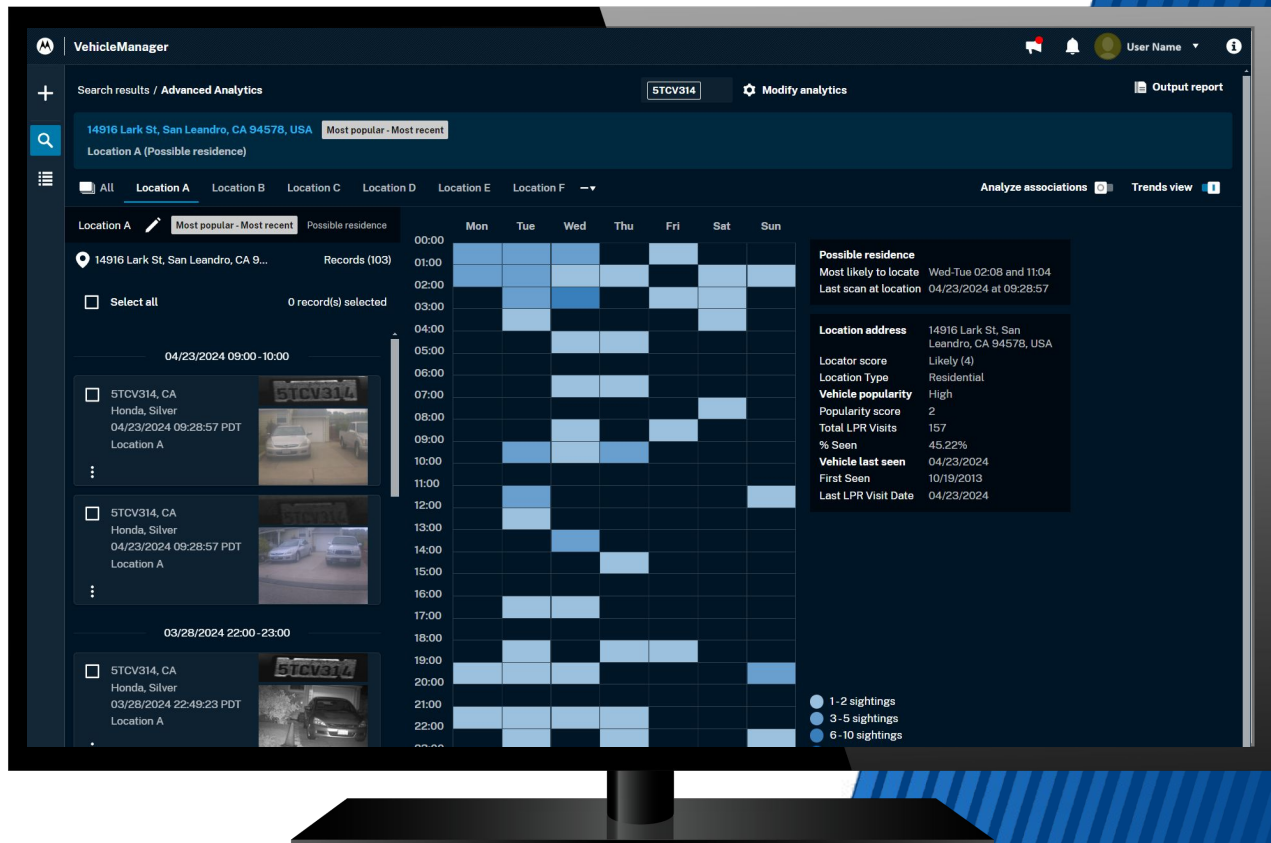 VehicleManager
User Name
Search results / Advanced Analytics
5TCV314
Modify analytics
Output report
14916 Lark St, San Leandro, CA 94578, USA Most popular - Most recent
Location A (Possible residence)
All Location A Location B Location C Location D Location E Location F
Analyze associations Trends view
Location A Most popular - Most recent Possible residence
14916 Lark St, San Leandro, CA 9... Records (103)
Select all 0 record(s) selected
04/23/2024 09:00 - 10:00
5TCV314, CA
Honda, Silver
04/23/2024 09:28:57 PDT
Location A
5TCV314
5TCV314, CA
Honda, Silver
04/23/2024 09:28:57 PDT
Location A
5TCV314
03/28/2024 22:00 - 23:00
5TCV314, CA
Honda, Silver
03/28/2024 22:49:23 PDT
Location A
5TCV314
Mon Tue Wed Thu Fri Sat Sun
00:00
01:00
02:00
03:00
04:00
05:00
06:00
07:00
08:00
09:00
10:00
11:00
12:00
13:00
14:00
15:00
16:00
17:00
18:00
19:00
20:00
21:00
22:00
Possible residence
Most likely to locate Wed-Tue 02:08 and 11:04
Last scan at location 04/23/2024 at 09:28:57
Location address 14916 Lark St, San
Leandro, CA 94578, USA
Locator score Likely (4)
Location Type Residential
Vehicle popularity High
Popularity score 2
Total LPR Visits 157
% Seen 45.22%
Vehicle last seen 04/23/2024
First Seen 10/19/2013
Last LPR Visit Date 04/23/2024
1-2 sightings
3-5 sightings
6-10 sightings